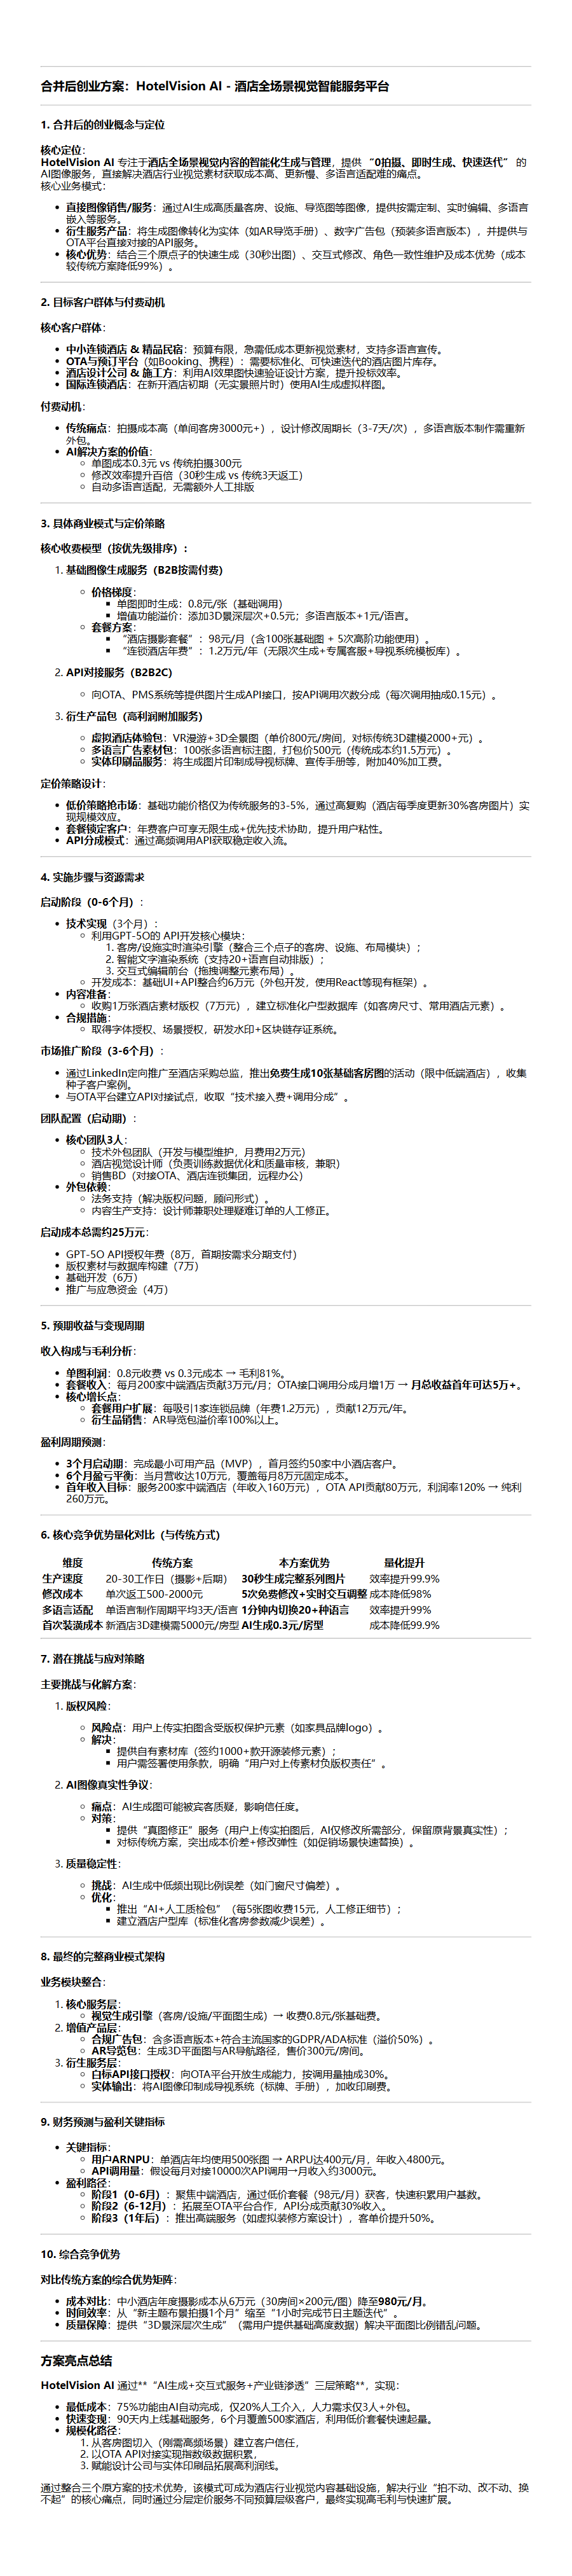 合并后创业方案：HotelVision AI - 酒店全场景视觉智能服务平台
1. 合并后的创业概念与定位
核心定位：
HotelVision AI 专注于酒店全场景视觉内容的智能化生成与管理，提供 “0拍摄、即时生成、快速迭代” 的
AI图像服务，直接解决酒店行业视觉素材获取成本高、更新慢、多语言适配难的痛点。
核心业务模式：
• 直接图像销售/服务：通过AI生成高质量客房、设施、导览图等图像，提供按需定制、实时编辑、多语言
嵌入等服务。
• 衍生服务产品：将生成图像转化为实体（如AR导览手册）、数字广告包（预装多语言版本），并提供与
OTA平台直接对接的API服务。
• 核心优势：结合三个原点子的快速生成（30秒出图）、交互式修改、角色一致性维护及成本优势（成本
较传统方案降低99%）。
2. 目标客户群体与付费动机
核心客户群体：
• 中小连锁酒店 & 精品民宿：预算有限，急需低成本更新视觉素材，支持多语言宣传。
• OTA与预订平台（如Booking、携程）：需要标准化、可快速迭代的酒店图片库存。
• 酒店设计公司 & 施工方：利用AI效果图快速验证设计方案，提升投标效率。
• 国际连锁酒店：在新开酒店初期（无实景照片时）使用AI生成虚拟样图。
付费动机：
• 传统痛点：拍摄成本高（单间客房3000元+），设计修改周期长（3-7天/次），多语言版本制作需重新
外包。
• AI解决方案的价值：
○ 单图成本0.3元 vs 传统拍摄300元
○ 修改效率提升百倍（30秒生成 vs 传统3天返工）
○ 自动多语言适配，无需额外人工排版
3. 具体商业模式与定价策略
核心收费模型（按优先级排序）：
1. 基础图像生成服务（B2B按需付费）
○ 价格梯度：
■ 单图即时生成：0.8元/张（基础调用）
■ 增值功能溢价：添加3D景深层次+0.5元；多语言版本+1元/语言。
○ 套餐方案：
■ “酒店摄影套餐”：98元/月（含100张基础图 + 5次高阶功能使用）。
■ “连锁酒店年费”：1.2万元/年（无限次生成+专属客服+导视系统模板库）。
2. API对接服务（B2B2C）
○ 向OTA、PMS系统等提供图片生成API接口，按API调用次数分成（每次调用抽成0.15元）。
3. 衍生产品包（高利润附加服务）
○ 虚拟酒店体验包：VR漫游+3D全景图（单价800元/房间，对标传统3D建模2000+元）。
○ 多语言广告素材包：100张多语言标注图，打包价500元（传统成本约1.5万元）。
○ 实体印刷品服务：将生成图片印制成导视标牌、宣传手册等，附加40%加工费。
定价策略设计：
• 低价策略抢市场：基础功能价格仅为传统服务的3-5%，通过高复购（酒店每季度更新30%客房图片）实
现规模效应。
• 套餐锁定客户：年费客户可享无限生成+优先技术协助，提升用户粘性。
• API分成模式：通过高频调用API获取稳定收入流。
4. 实施步骤与资源需求
启动阶段（0-6个月）：
• 技术实现（3个月）：
○ 利用GPT-5O的 API开发核心模块：
1. 客房/设施实时渲染引擎（整合三个点子的客房、设施、布局模块）；
2. 智能文字渲染系统（支持20+语言自动排版）；
3. 交互式编辑前台（拖拽调整元素布局）。
○ 开发成本：基础UI+API整合约6万元（外包开发，使用React等现有框架）。
• 内容准备：
○ 收购1万张酒店素材版权（7万元），建立标准化户型数据库（如客房尺寸、常用酒店元素）。
• 合规措施：
○ 取得字体授权、场景授权，研发水印+区块链存证系统。
市场推广阶段（3-6个月）：
• 通过LinkedIn定向推广至酒店采购总监，推出免费生成10张基础客房图的活动（限中低端酒店），收集
种子客户案例。
• 与OTA平台建立API对接试点，收取“技术接入费+调用分成”。
团队配置（启动期）：
• 核心团队3人：
○ 技术外包团队（开发与模型维护，月费用2万元）
○ 酒店视觉设计师（负责训练数据优化和质量审核，兼职）
○ 销售BD（对接OTA、酒店连锁集团，远程办公）
• 外包依赖：
○ 法务支持（解决版权问题，顾问形式）。
○ 内容生产支持：设计师兼职处理疑难订单的人工修正。
启动成本总需约25万元：
• GPT-5O API授权年费（8万，首期按需求分期支付）
• 版权素材与数据库构建（7万）
• 基础开发（6万）
• 推广与应急资金（4万）
5. 预期收益与变现周期
收入构成与毛利分析：
• 单图利润：0.8元收费 vs 0.3元成本 → 毛利81%。
• 套餐收入：每月200家中端酒店贡献3万元/月；OTA接口调用分成月增1万 → 月总收益首年可达5万+。
• 核心增长点：
○ 套餐用户扩展：每吸引1家连锁品牌（年费1.2万元），贡献12万元/年。
○ 衍生品销售：AR导览包溢价率100%以上。
盈利周期预测：
• 3个月启动期：完成最小可用产品（MVP），首月签约50家中小酒店客户。
• 6个月盈亏平衡：当月营收达10万元，覆盖每月8万元固定成本。
• 首年收入目标：服务200家中端酒店（年收入160万元），OTA API贡献80万元，利润率120% → 纯利
260万元。
6. 核心竞争优势量化对比（与传统方式）
维度 传统方案 本方案优势 量化提升
生产速度 20-30工作日（摄影+后期） 30秒生成完整系列图片 效率提升99.9%
修改成本 单次返工500-2000元 5次免费修改+实时交互调整 成本降低98%
多语言适配 单语言制作周期平均3天/语言 1分钟内切换20+种语言 效率提升99%
首次装潢成本 新酒店3D建模需5000元/房型 AI生成0.3元/房型 成本降低99.9%
7. 潜在挑战与应对策略
主要挑战与化解方案：
1. 版权风险：
○ 风险点：用户上传实拍图含受版权保护元素（如家具品牌logo）。
○ 解决：
■ 提供自有素材库（签约1000+款开源装修元素）；
■ 用户需签署使用条款，明确“用户对上传素材负版权责任”。
2. AI图像真实性争议：
○ 痛点：AI生成图可能被宾客质疑，影响信任度。
○ 对策：
■ 提供“真图修正”服务（用户上传实拍图后，AI仅修改所需部分，保留原背景真实性）；
■ 对标传统方案，突出成本价差+修改弹性（如促销场景快速替换）。
3. 质量稳定性：
○ 挑战：AI生成中低频出现比例误差（如门窗尺寸偏差）。
○ 优化：
■ 推出“AI+人工质检包”（每5张图收费15元，人工修正细节）；
■ 建立酒店户型库（标准化客房参数减少误差）。
8. 最终的完整商业模式架构
业务模块整合：
1. 核心服务层：
○ 视觉生成引擎（客房/设施/平面图生成）→ 收费0.8元/张基础费。
2. 增值产品层：
○ 合规广告包：含多语言版本+符合主流国家的GDPR/ADA标准（溢价50%）。
○ AR导览包：生成3D平面图与AR导航路径，售价300元/房间。
3. 衍生服务层：
○ 白标API接口授权：向OTA平台开放生成能力，按调用量抽成30%。
○ 实体输出：将AI图像印制成导视系统（标牌、手册），加收印刷费。
9. 财务预测与盈利关键指标
• 关键指标：
○ 用户ARNPU：单酒店年均使用500张图 → ARPU达400元/月，年收入4800元。
○ API调用量：假设每月对接10000次API调用→月收入约3000元。
• 盈利路径：
○ 阶段1（0-6月）：聚焦中端酒店，通过低价套餐（98元/月）获客，快速积累用户基数。
○ 阶段2（6-12月）：拓展至OTA平台合作，API分成贡献30%收入。
○ 阶段3（1年后）：推出高端服务（如虚拟装修方案设计），客单价提升50%。
10. 综合竞争优势
对比传统方案的综合优势矩阵：
• 成本对比：中小酒店年度摄影成本从6万元（30房间×200元/图）降至980元/月。
• 时间效率：从“新主题布景拍摄1个月”缩至“1小时完成节日主题迭代”。
• 质量保障：提供“3D景深层次生成”（需用户提供基础高度数据）解决平面图比例错乱问题。
方案亮点总结
HotelVision AI 通过**“AI生成+交互式服务+产业链渗透”三层策略**，实现：
• 最低成本：75%功能由AI自动完成，仅20%人工介入，人力需求仅3人+外包。
• 快速变现：90天内上线基础服务，6个月覆盖500家酒店，利用低价套餐快速起量。
• 规模化路径：
1. 从客房图切入（刚需高频场景）建立客户信任，
2. 以OTA API对接实现指数级数据积累，
3. 赋能设计公司与实体印刷品拓展高利润线。
通过整合三个原方案的技术优势，该模式可成为酒店行业视觉内容基础设施，解决行业“拍不动、改不动、换
不起”的核心痛点，同时通过分层定价服务不同预算层级客户，最终实现高毛利与快速扩展。